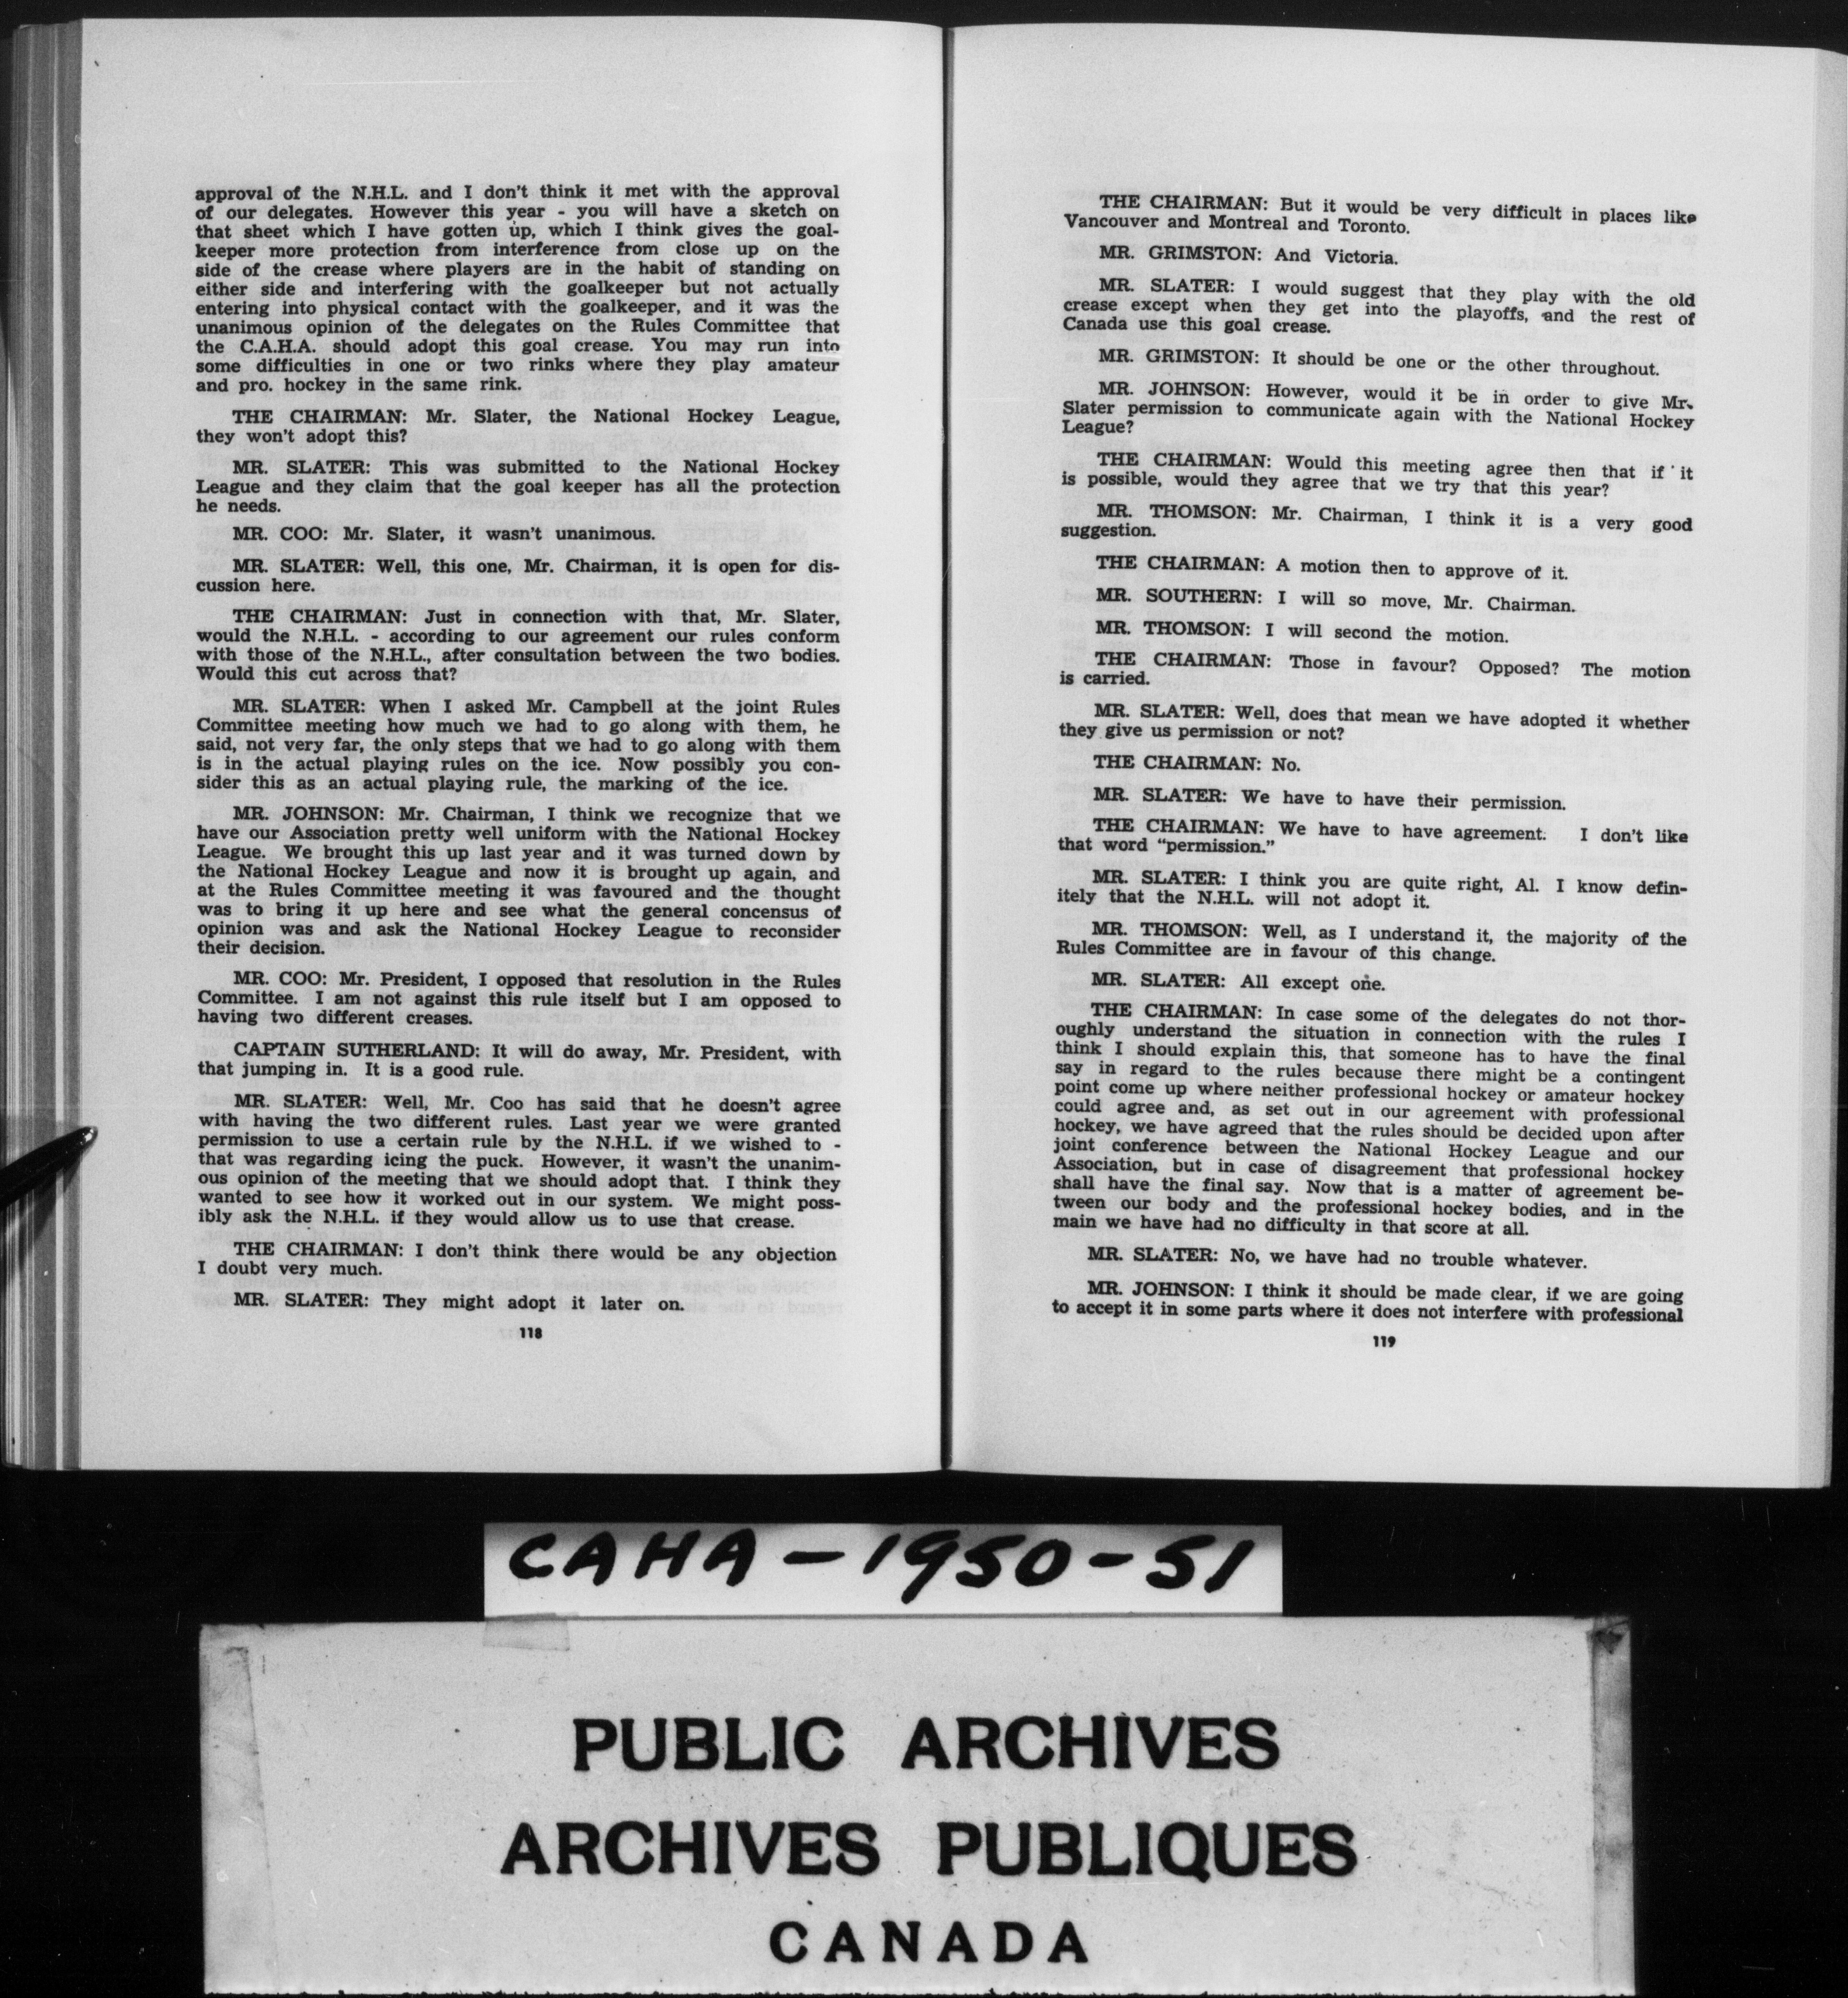 approval of the N.H.L. and I don't think it met with the approval
of our delegates. However this year - you will have a sketch on
that sheet which I have gotten up, which I think gives the goal-
keeper more protection from interference from close up on the
side of the crease where players are in the habit of standing on
either side and interfering with the goalkeeper but not actually
entering into physical contact with the goalkeeper, and it was the
unanimous opinion of the delegates on the Rules Committee that
the C.A.H.A. should adopt this goal crease. You may run into
some difficulties in one or two rinks where they play amateur
and pro. hockey in the same rink.
THE CHAIRMAN: Mr. Slater, the National Hockey League,
they won't adopt this?
MR. SLATER: This was submitted to the National Hockey
League and they claim that the goal keeper has all the protection
he needs.
MR. COO: Mr. Slater, it wasn't unanimous.
MR. SLATER: Well, this one, Mr. Chairman, it is open for dis-
cussion here.
THE CHAIRMAN: Just in connection with that, Mr. Slater,
would the N.H.L. - according to our agreement our rules conform
with those of the N.H.L., after consultation between the two bodies.
Would this cut across that?
MR. SLATER: When I asked Mr. Campbell at the joint Rules
Committee meeting how much we had to go along with them, he
said, not very far, the only steps that we had to go along with them
is in the actual playing rules on the ice. Now possibly you con-
sider this as an actual playing rule, the marking of the ice.
MR. JOHNSON: Mr. Chairman, I think we recognize that we
have our Association pretty well uniform with the National Hockey
League. We brought this up last year and it was turned down by
the National Hockey League and now it is brought up again, and
at the Rules Committee meeting it was favoured and the thought
was to bring it up here and see what the general concensus of
opinion was and ask the National Hockey League to reconsider
their decision.
MR. COO: Mr. President, I opposed that resolution in the Rules
Committee. I am not against this rule itself but I am opposed to
having two different creases.
CAPTAIN SUTHERLAND: It will do away, Mr. President, with
that jumping in. It is a good rule.
MR. SLATER: Well, Mr. Coo has said that he doesn't agree
with having the two different rules. Last year we were granted
permission to use a certain rule by the N.H.L. if we wished to -
that was regarding icing the puck. However, it wasn't the unanim-
ous opinion of the meeting that we should adopt that. I think they
wanted to see how it worked out in our system. We might poss-
ibly ask the N.H.L. if they would allow us to use that crease.
THE CHAIRMAN: I don't think there would be any objection
I doubt very much.
MR. SLATER: They might adopt it later on.
118
THE CHAIRMAN: But it would be very difficult in places like
Vancouver and Montreal and Toronto.
MR. GRIMSTON: And Victoria.
MR. SLATER: I would suggest that they play with the old
crease except when they get into the playoffs, and the rest of
Canada use this goal crease.
MR. GRIMSTON: It should be one or the other throughout.
MR. JOHNSON: However, would it be in order to give Mr.
Slater permission to communicate again with the National Hockey
League?
THE CHAIRMAN: Would this meeting agree then that if it
is possible, would they agree that we try that this year?
MR. THOMSON: Mr. Chairman, I think it is a very good
suggestion.
THE CHAIRMAN: A motion then to approve of it.
MR. SOUTHERN: I will so move, Mr. Chairman.
MR. THOMSON: I will second the motion.
THE CHAIRMAN: Those in favour? Opposed? The motion
is carried.
MR. SLATER: Well, does that mean we have adopted it whether
they give us permission or not?
THE CHAIRMAN: No.
MR. SLATER: We have to have their permission.
THE CHAIRMAN: We have to have agreement. I don't like
that word "permission."
MR. SLATER: I think you are quite right, Al. I know defin-
itely that the N.H.L. will not adopt it.
MR. THOMSON: Well, as I understand it, the majority of the
Rules Committee are in favour of this change.
MR. SLATER: All except one.
THE CHAIRMAN: In case some of the delegates do not thor-
oughly understand the situation in connection with the rules I
think I should explain this, that someone has to have the final
say in regard to the rules because there might be a contingent
point come up where neither professional hockey or amateur hockey
could agree and, as set out in our agreement with professional
hockey, we have agreed that the rules should be decided upon after
joint conference between the National Hockey League and our
Association, but in case of disagreement that professional hockey
shall have the final say. Now that is a matter of agreement be-
tween our body and the professional hockey bodies, and in the
main we have had no difficulty in that score at all.
MR. SLATER: No, we have had no trouble whatever.
MR. JOHNSON: I think it should be made clear, if we are going
to accept it in some parts where it does not interfere with professional
119
CAHA-1950-51
PUBLIC ARCHIVES
ARCHIVES PUBLIQUES
CANADA